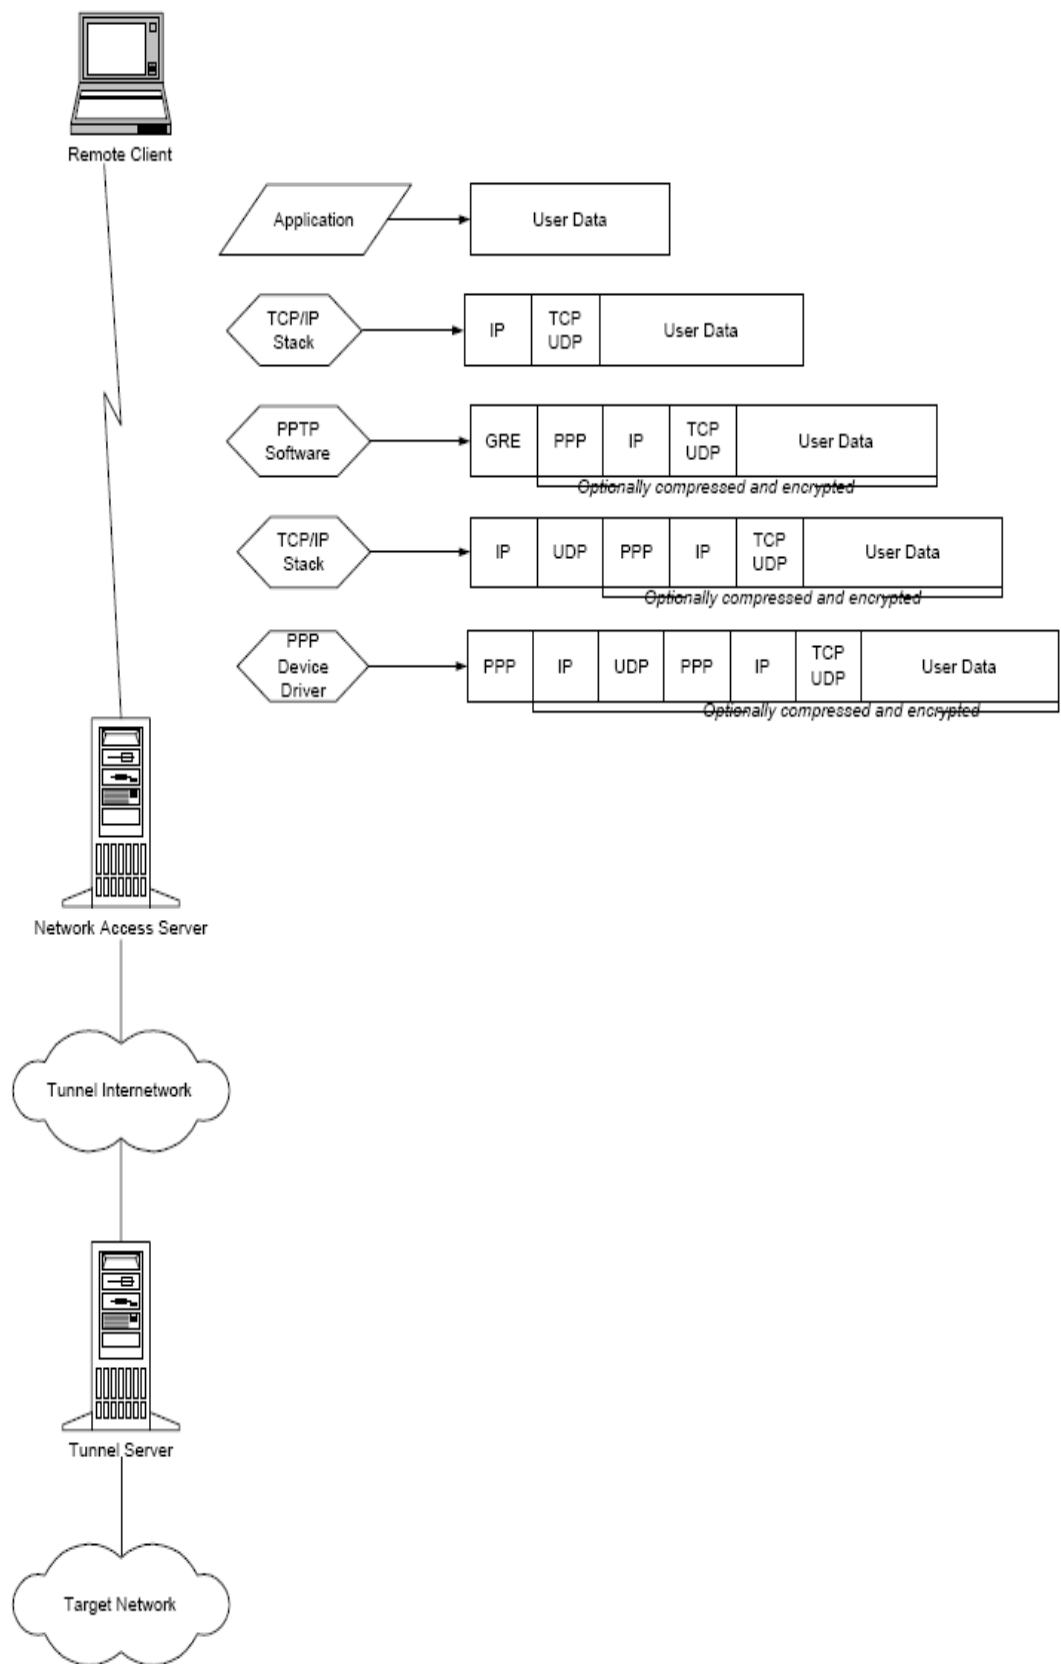 Remote Client
Application
User Data
TCP/IP
Stack
IP
TCP
UDP
User Data
PPTP
Software
GRE
PPP
IP
TCP
UDP
User Data
Optionally compressed and encrypted
TCP/IP
Stack
IP
UDP
PPP
IP
TCP
UDP
User Data
Optionally compressed and encrypted
PPP
Device
Driver
PPP
IP
UDP
PPP
IP
TCP
UDP
User Data
Optionally compressed and encrypted
Network Access Server
Tunnel Internetwork
Tunnel Server
Target Network